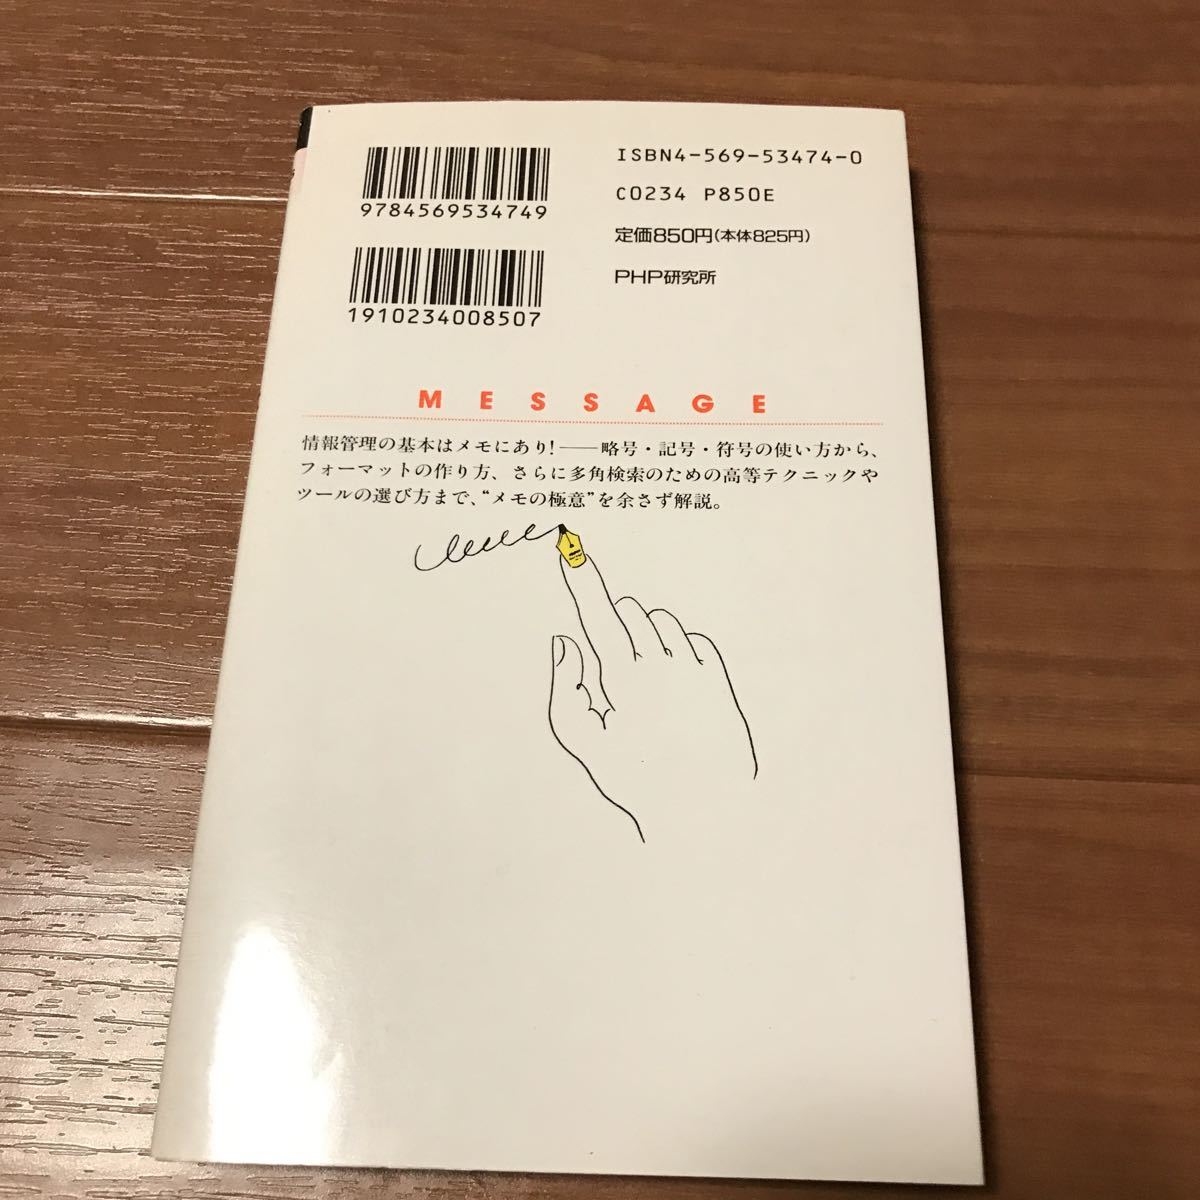 9784569534749
1910234008507
ISBN4-569-53474-0
C0234 P850E
定価850円(本体825円)
PHP研究所
MESSAGE
情報管理の基本はメモにあり!――略号・記号・符号の使い方から、
フォーマットの作り方、さらに多角検索のための高等テクニックや
ツールの選び方まで、“メモの極意”を余さず解説。